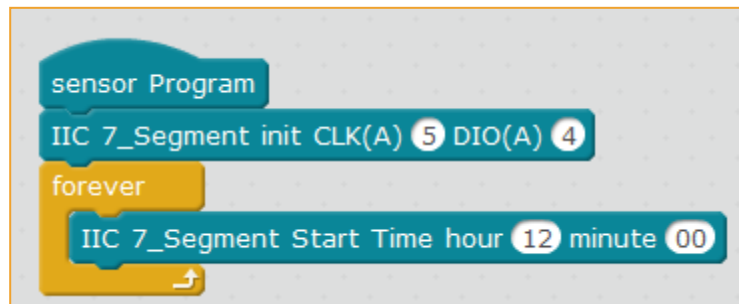 sensor Program
IIC 7_Segment init CLK(A) 5 DIO(A) 4
forever
IIC 7_Segment Start Time hour 12 minute 00